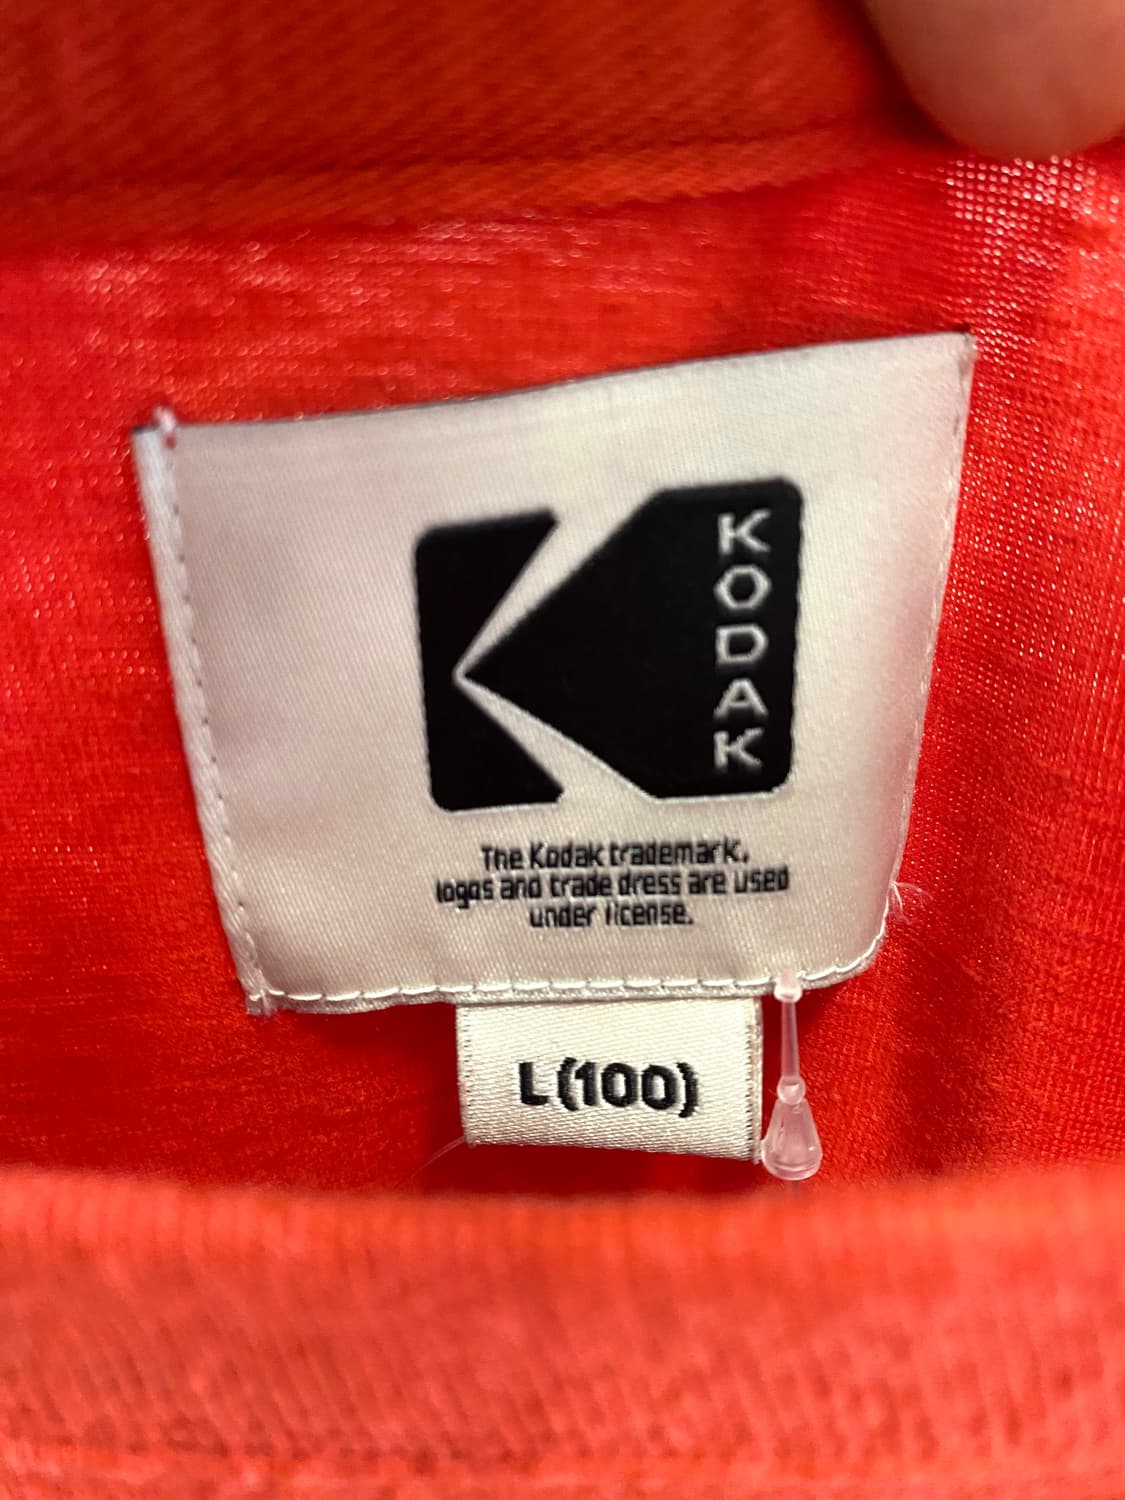 KODAK
The Kodak trademark,
logos and trade dress are used
under license.
L(100)